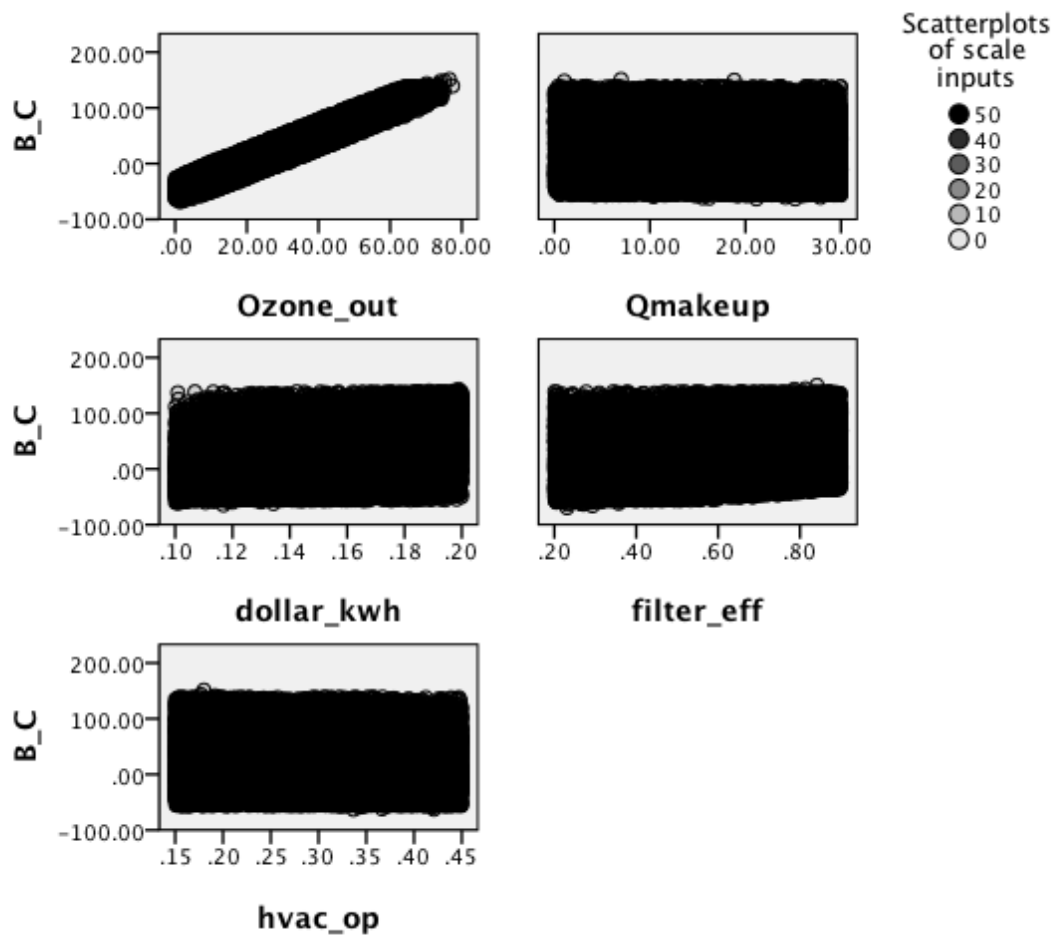 Scatterplots
of scale
inputs
50
40
30
20
10
0
B_C
200.00
100.00
.00
-100.00
.00 20.00 40.00 60.00 80.00
Ozone_out
.00 10.00 20.00 30.00
Qmakeup
B_C
200.00
100.00
.00
-100.00
.10 .12 .14 .16 .18 .20
dollar_kwh
.20 .40 .60 .80
filter_eff
B_C
200.00
100.00
.00
-100.00
.15 .20 .25 .30 .35 .40 .45
hvac_op